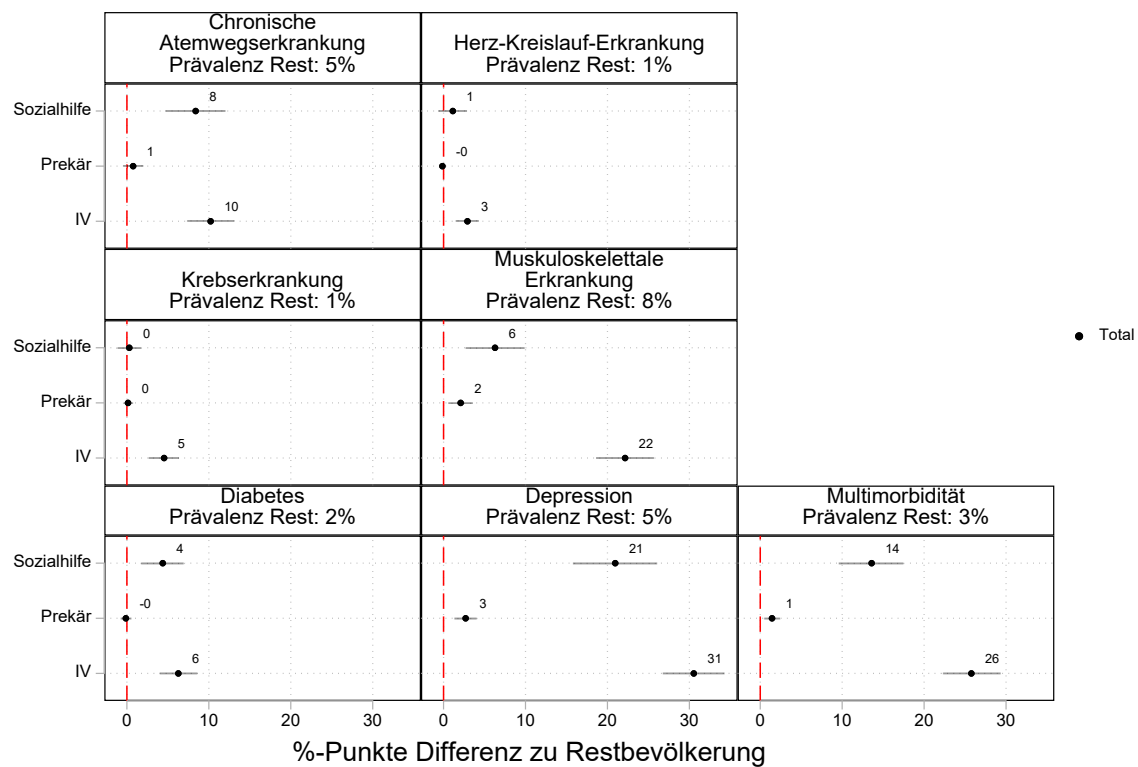 Chronische
Atemwegserkrankung
Prävalenz Rest: 5%
Herz-Kreislauf-Erkrankung
Prävalenz Rest: 1%
Sozialhilfe
8
1
Prekär
1
-0
IV
10
3
Krebserkrankung
Prävalenz Rest: 1%
Muskuloskelettale
Erkrankung
Prävalenz Rest: 8%
Sozialhilfe
0
6
Prekär
0
2
IV
5
22
Total
Diabetes
Prävalenz Rest: 2%
Depression
Prävalenz Rest: 5%
Multimorbidität
Prävalenz Rest: 3%
Sozialhilfe
4
21
14
Prekär
-0
3
1
IV
6
31
26
0 10 20 30
0 10 20 30
0 10 20 30
%-Punkte Differenz zu Restbevölkerung